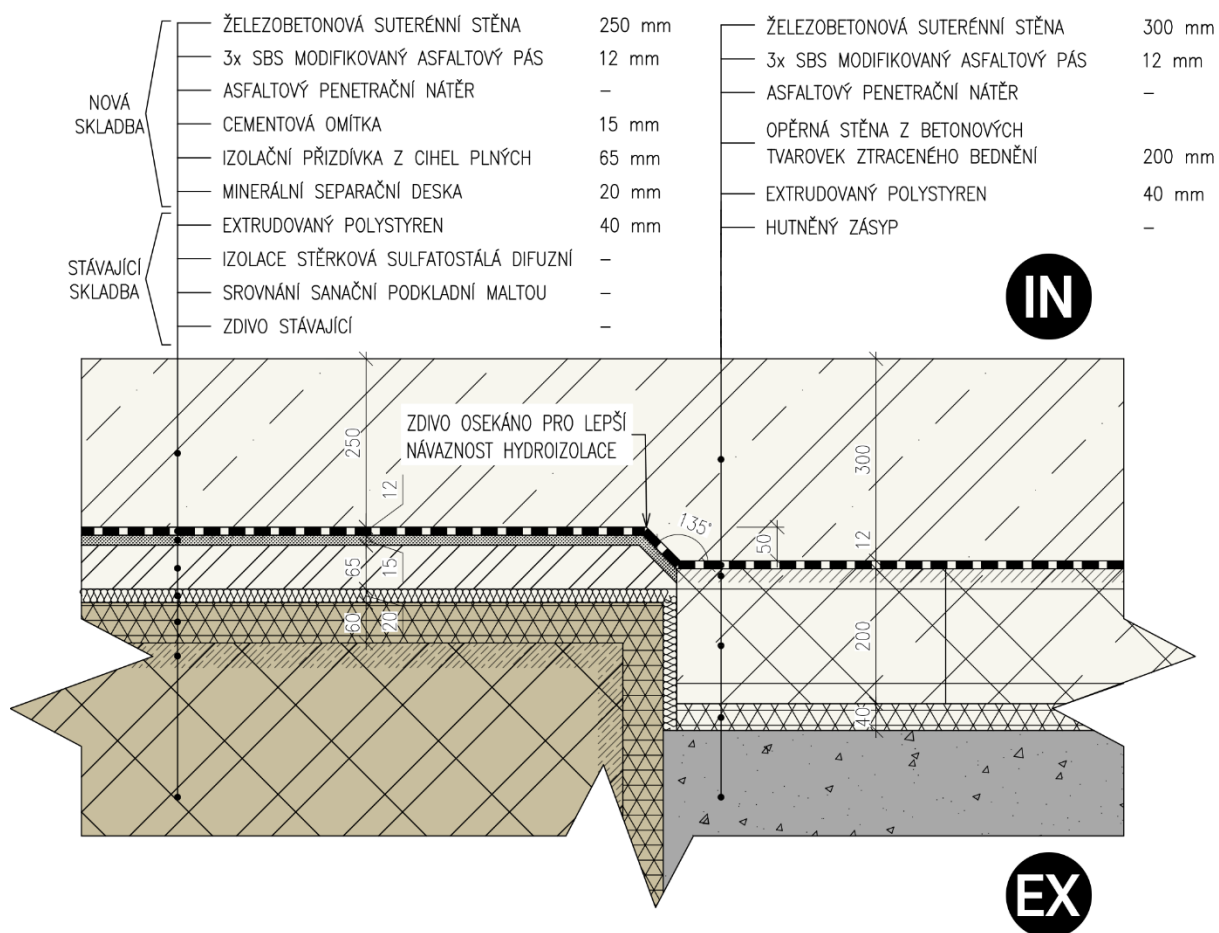 ŽELEZOBETONOVÁ SUTERÉNNÍ STĚNA 250 mm
3x SBS MODIFIKOVANÝ ASFALTOVÝ PÁS 12 mm
ASFALTOVÝ PENETRAČNÍ NÁTĚR –
CEMENTOVÁ OMÍTKA 15 mm
IZOLAČNÍ PŘIZDÍVKA Z CIHEL PLNÝCH 65 mm
MINERÁLNÍ SEPARAČNÍ DESKA 20 mm
NOVÁ
SKLADBA
EXTRUDOVANÝ POLYSTYREN 40 mm
IZOLACE STĚRKOVÁ SULFATOSTÁLÁ DIFUZNÍ –
SROVNÁNÍ SANAČNÍ PODKLADNÍ MALTOU –
ZDIVO STÁVAJÍCÍ –
STÁVAJÍCÍ
SKLADBA
ŽELEZOBETONOVÁ SUTERÉNNÍ STĚNA 300 mm
3x SBS MODIFIKOVANÝ ASFALTOVÝ PÁS 12 mm
ASFALTOVÝ PENETRAČNÍ NÁTĚR –
OPĚRNÁ STĚNA Z BETONOVÝCH
TVAROVEK ZTRACENÉHO BEDNĚNÍ 200 mm
EXTRUDOVANÝ POLYSTYREN 40 mm
HUTNĚNÝ ZÁSYP –
IN
ZDIVO OSEKÁNO PRO LEPŠÍ
NÁVAZNOST HYDROIZOLACE
250
12
65
15
60
20
135°
50
300
12
200
40
EX